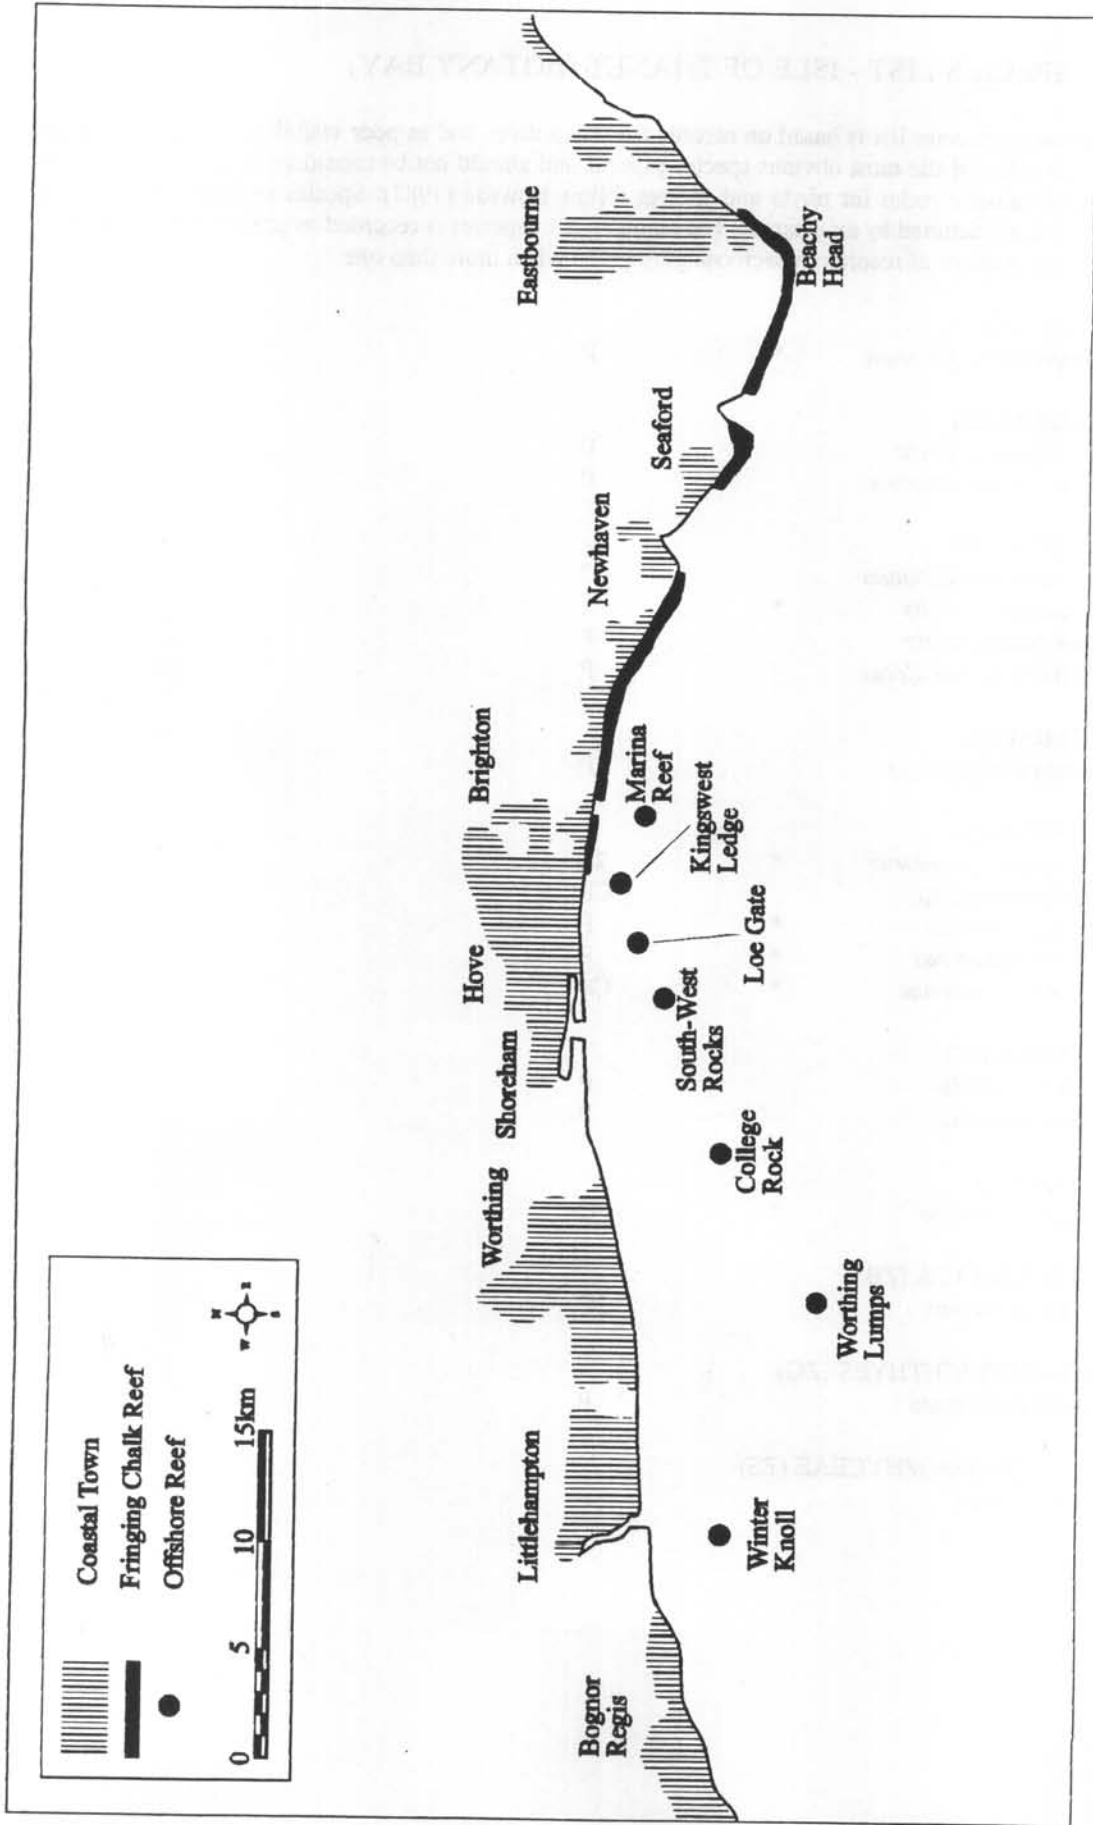 Coastal Town
Fringing Chalk Reef
Offshore Reef
0 5 10 15km
N
W E
S
Bognor
Regis
Littlehampton
Worthing
Shoreham
Hove
Brighton
Newhaven
Seaford
Eastbourne
Beachy
Head
Marina
Reef
Kingswest
Ledge
Loe Gate
South-West
Rocks
College
Rock
Worthing
Lumps
Winter
Knoll